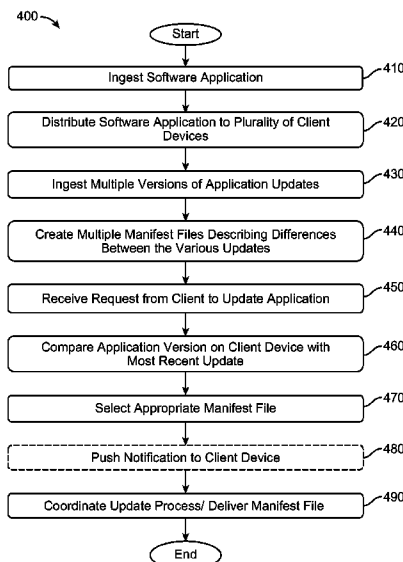 400
Start
Ingest Software Application
410
Distribute Software Application to Plurality of Client
Devices
420
Ingest Multiple Versions of Application Updates
430
Create Multiple Manifest Files Describing Differences
Between the Various Updates
440
Receive Request from Client to Update Application
450
Compare Application Version on Client Device with
Most Recent Update
460
Select Appropriate Manifest File
470
Push Notification to Client Device
480
Coordinate Update Process/ Deliver Manifest File
490
End